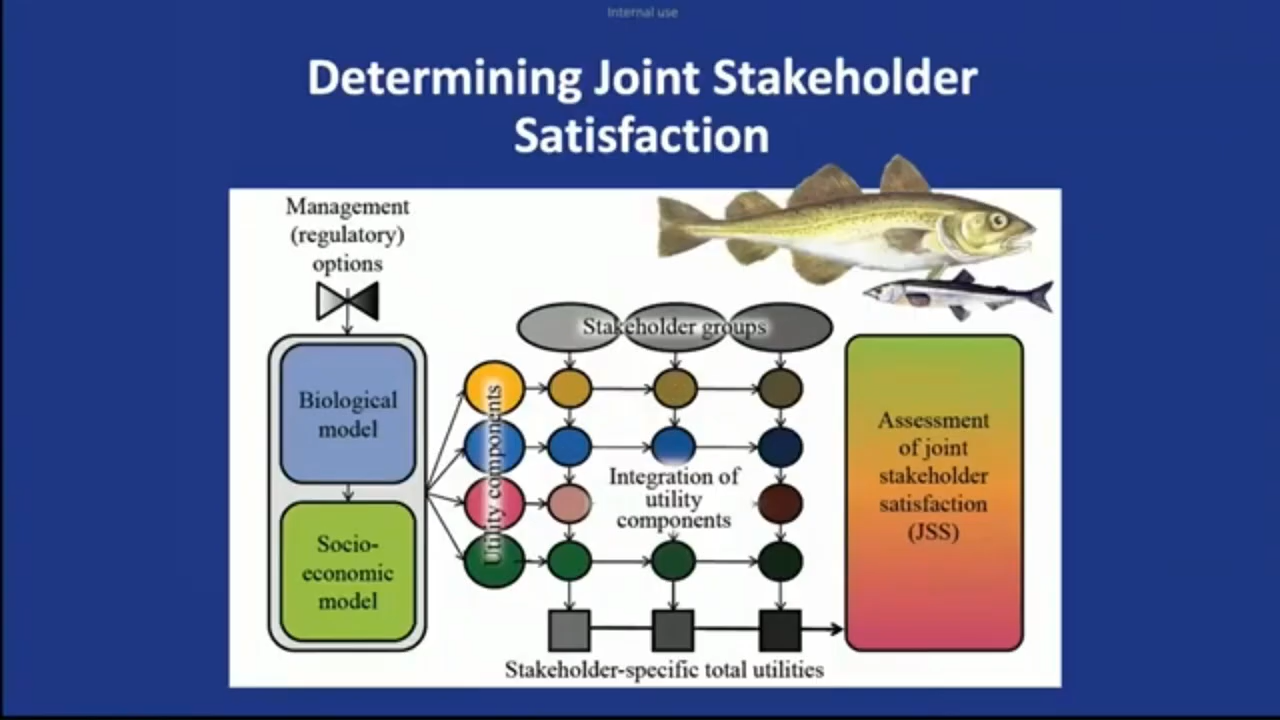 Internal use
Determining Joint Stakeholder
Satisfaction
Management
(regulatory)
options
Biological
model
Socio-
economic
model
Utility components
Stakeholder groups
Integration of
utility
components
Stakeholder-specific total utilities
Assessment
of joint
stakeholder
satisfaction
(JSS)